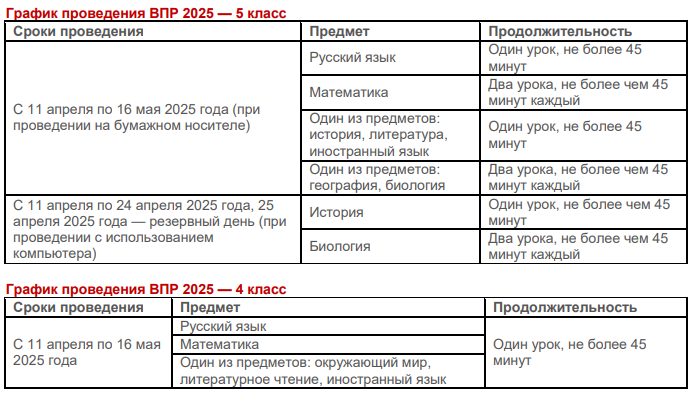 График проведения ВПР 2025 — 5 класс
Сроки проведения
Предмет
Продолжительность
С 11 апреля по 16 мая 2025 года (при
проведении на бумажном носителе)
Русский язык
Один урок, не более 45
минут
Математика
Два урока, не более чем 45
минут каждый
Один из предметов:
история, литература,
иностранный язык
Один урок, не более 45
минут
Один из предметов:
география, биология
Два урока, не более чем 45
минут каждый
С 11 апреля по 24 апреля 2025 года, 25
апреля 2025 года — резервный день (при
проведении с использованием
компьютера)
История
Один урок, не более чем 45
минут
Биология
Два урока, не более чем 45
минут каждый
График проведения ВПР 2025 — 4 класс
Сроки проведения
Предмет
Продолжительность
С 11 апреля по 16 мая
2025 года
Русский язык
Математика
Один из предметов: окружающий мир,
литературное чтение, иностранный язык
Один урок, не более 45
минут